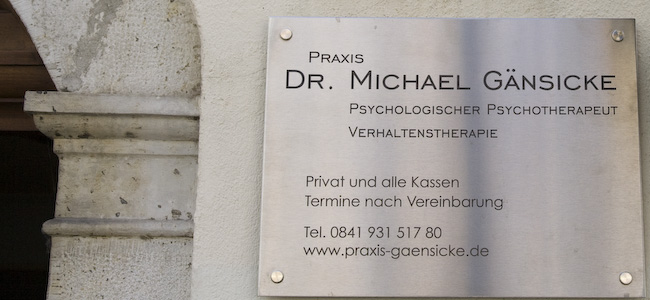 Praxis
Dr. Michael Gänsicke
Psychologischer Psychotherapeut
Verhaltenstherapie
Privat und alle Kassen
Termine nach Vereinbarung
Tel. 0841 931 517 80
www.praxis-gaensicke.de